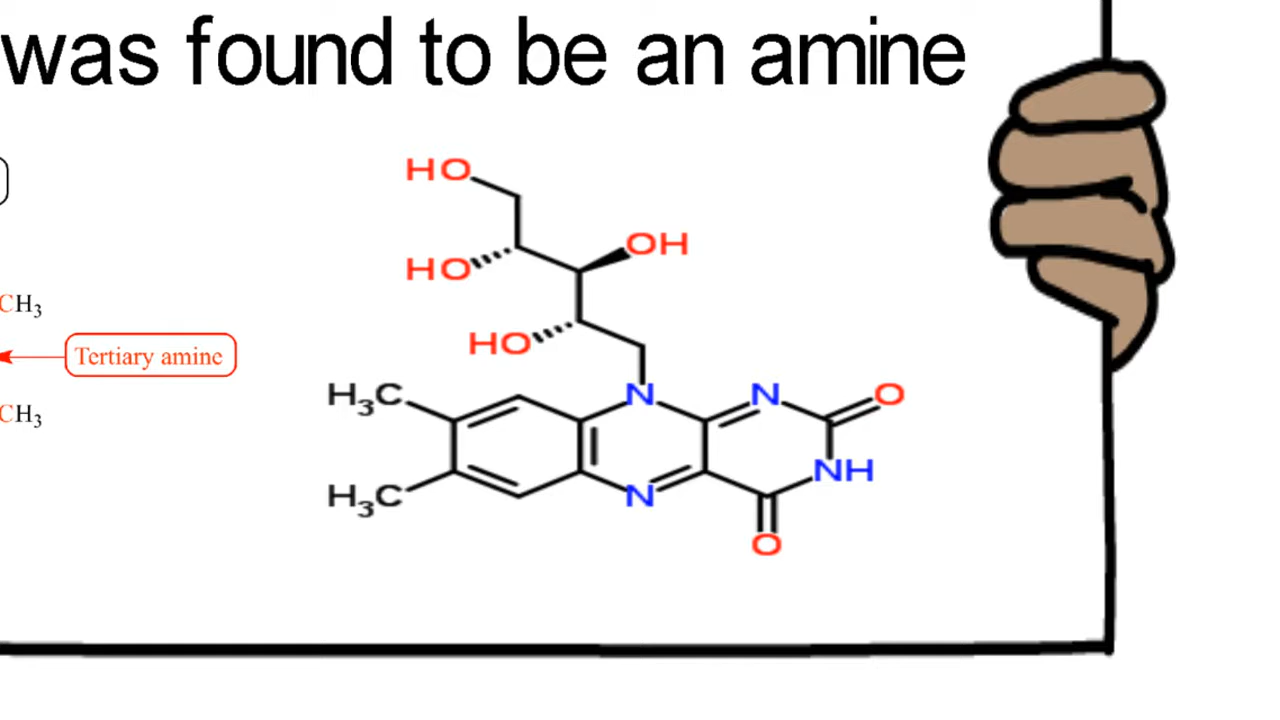 was found to be an amine
HO
HO
OH
CH₃
HO
Tertiary amine
H₃C
N
N
O
CH₃
NH
H₃C
N
O